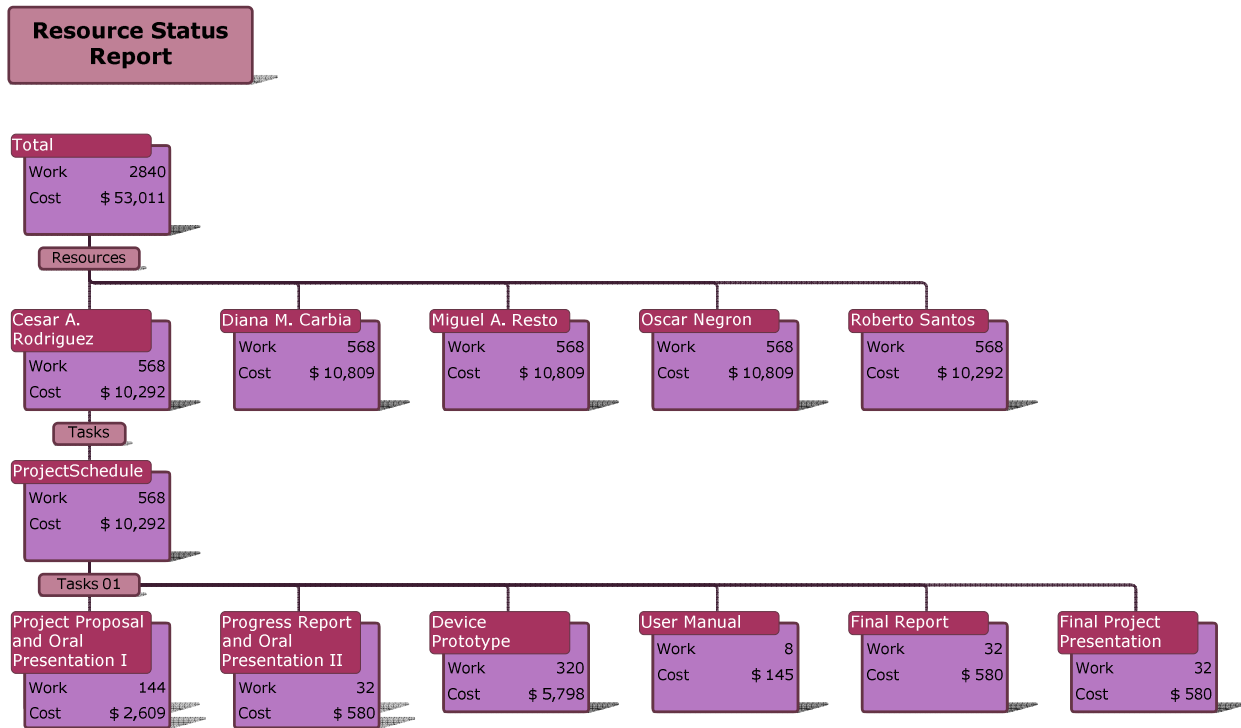 Resource Status
Report
Total
Work 2840
Cost $ 53,011
Resources
Cesar A.
Rodriguez
Work 568
Cost $ 10,292
Diana M. Carbia
Work 568
Cost $ 10,809
Miguel A. Resto
Work 568
Cost $ 10,809
Oscar Negron
Work 568
Cost $ 10,809
Roberto Santos
Work 568
Cost $ 10,292
Tasks
ProjectSchedule
Work 568
Cost $ 10,292
Tasks 01
Project Proposal
and Oral
Presentation I
Work 144
Cost $ 2,609
Progress Report
and Oral
Presentation II
Work 32
Cost $ 580
Device
Prototype
Work 320
Cost $ 5,798
User Manual
Work 8
Cost $ 145
Final Report
Work 32
Cost $ 580
Final Project
Presentation
Work 32
Cost $ 580